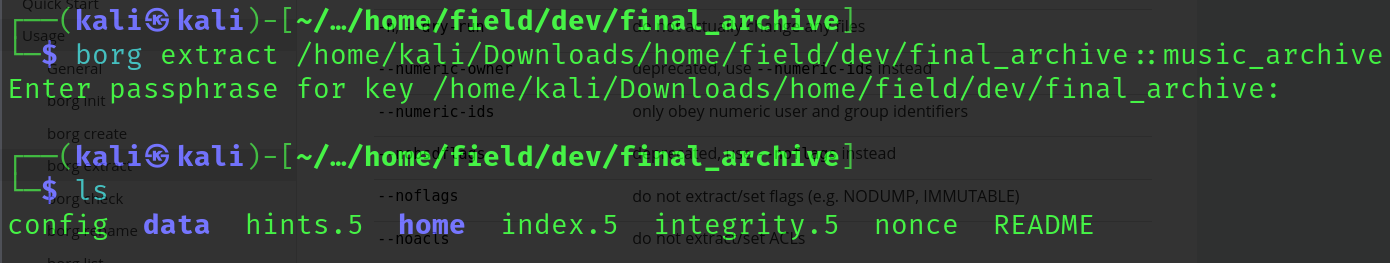 Quick Start
┌──(kali㉿kali)-[~/…/home/field/dev/final_archive]
Usage
└─$ borg extract /home/kali/Downloads/home/field/dev/final_archive::music_archive
General
--numeric-owner deprecated, use --numeric-ids instead
Enter passphrase for key /home/kali/Downloads/home/field/dev/final_archive:
borg init
--numeric-ids only obey numeric user and group identifiers
borg create
┌──(kali㉿kali)-[~/…/home/field/dev/final_archive]
instead
borg extract
└─$ ls
borg check
--noflags do not extract/set flags (e.g. NODUMP, IMMUTABLE)
config data hints.5 home index.5 integrity.5 nonce README
--noacls do not extract/set ACLs
borg list